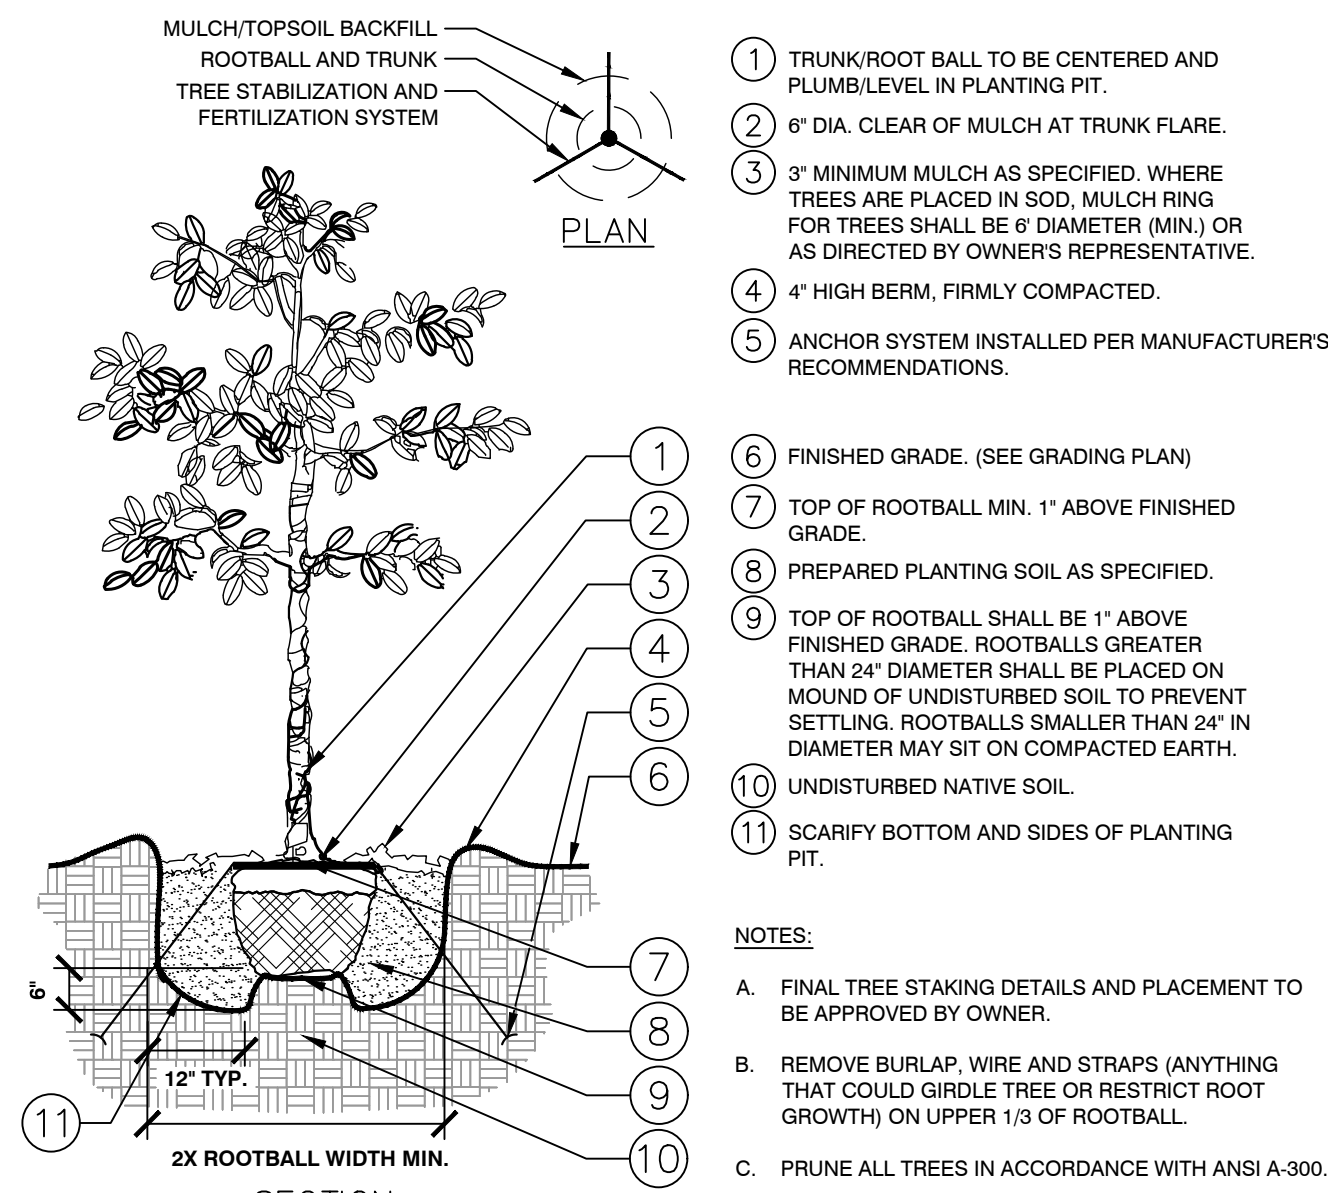 MULCH/TOPSOIL BACKFILL
ROOTBALL AND TRUNK
TREE STABILIZATION AND
FERTILIZATION SYSTEM
PLAN
1 TRUNK/ROOT BALL TO BE CENTERED AND
PLUMB/LEVEL IN PLANTING PIT.
2 6" DIA. CLEAR OF MULCH AT TRUNK FLARE.
3 3" MINIMUM MULCH AS SPECIFIED. WHERE
TREES ARE PLACED IN SOD, MULCH RING
FOR TREES SHALL BE 6' DIAMETER (MIN.) OR
AS DIRECTED BY OWNER'S REPRESENTATIVE.
4 4" HIGH BERM, FIRMLY COMPACTED.
5 ANCHOR SYSTEM INSTALLED PER MANUFACTURER'S
RECOMMENDATIONS.
6 FINISHED GRADE. (SEE GRADING PLAN)
7 TOP OF ROOTBALL MIN. 1" ABOVE FINISHED
GRADE.
8 PREPARED PLANTING SOIL AS SPECIFIED.
9 TOP OF ROOTBALL SHALL BE 1" ABOVE
FINISHED GRADE. ROOTBALLS GREATER
THAN 24" DIAMETER SHALL BE PLACED ON
MOUND OF UNDISTURBED SOIL TO PREVENT
SETTLING. ROOTBALLS SMALLER THAN 24" IN
DIAMETER MAY SIT ON COMPACTED EARTH.
10 UNDISTURBED NATIVE SOIL.
11 SCARIFY BOTTOM AND SIDES OF PLANTING
PIT.
1
2
3
4
5
6
7
8
9
10
11
6"
12" TYP.
2X ROOTBALL WIDTH MIN.
SECTION
NOTES:
A. FINAL TREE STAKING DETAILS AND PLACEMENT TO
BE APPROVED BY OWNER.
B. REMOVE BURLAP, WIRE AND STRAPS (ANYTHING
THAT COULD GIRDLE TREE OR RESTRICT ROOT
GROWTH) ON UPPER 1/3 OF ROOTBALL.
C. PRUNE ALL TREES IN ACCORDANCE WITH ANSI A-300.